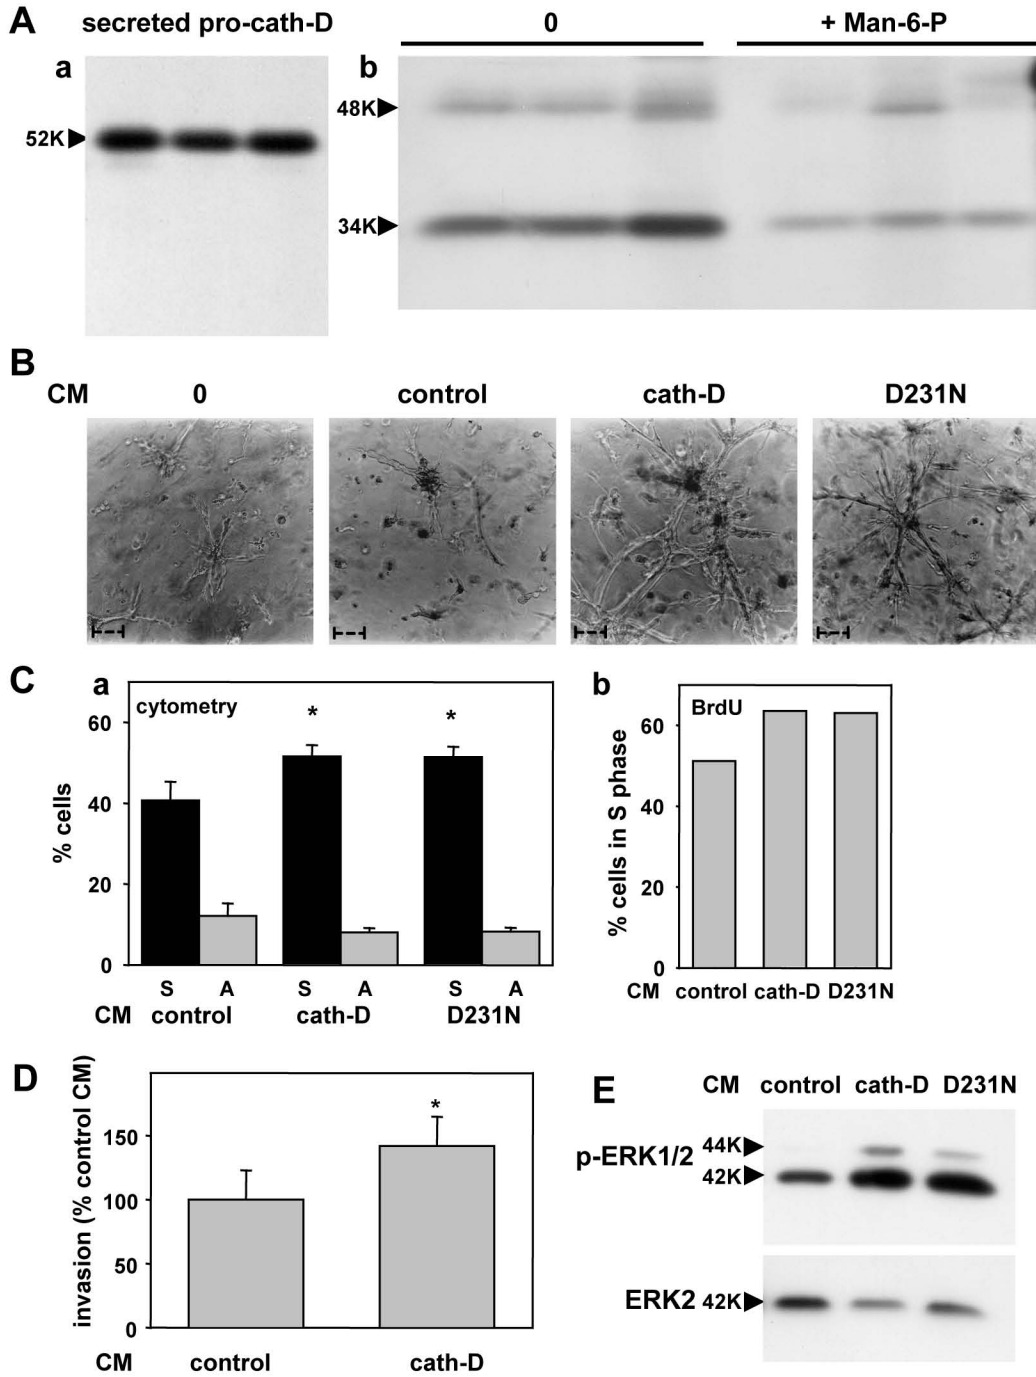 A secreted pro-cath-D 0 + Man-6-P
a b
48K
52K
34K
B
CM 0 control cath-D D231N
C a b
cytometry * * BrdU
60 60
% cells
40 40
% cells in S phase
20 20
0 0
S A S A S A
CM control cath-D D231N
CM control cath-D D231N
D
invasion (% control CM)
*
150
100
50
0
CM control cath-D
E CM control cath-D D231N
44K
p-ERK1/2
42K
ERK2 42K